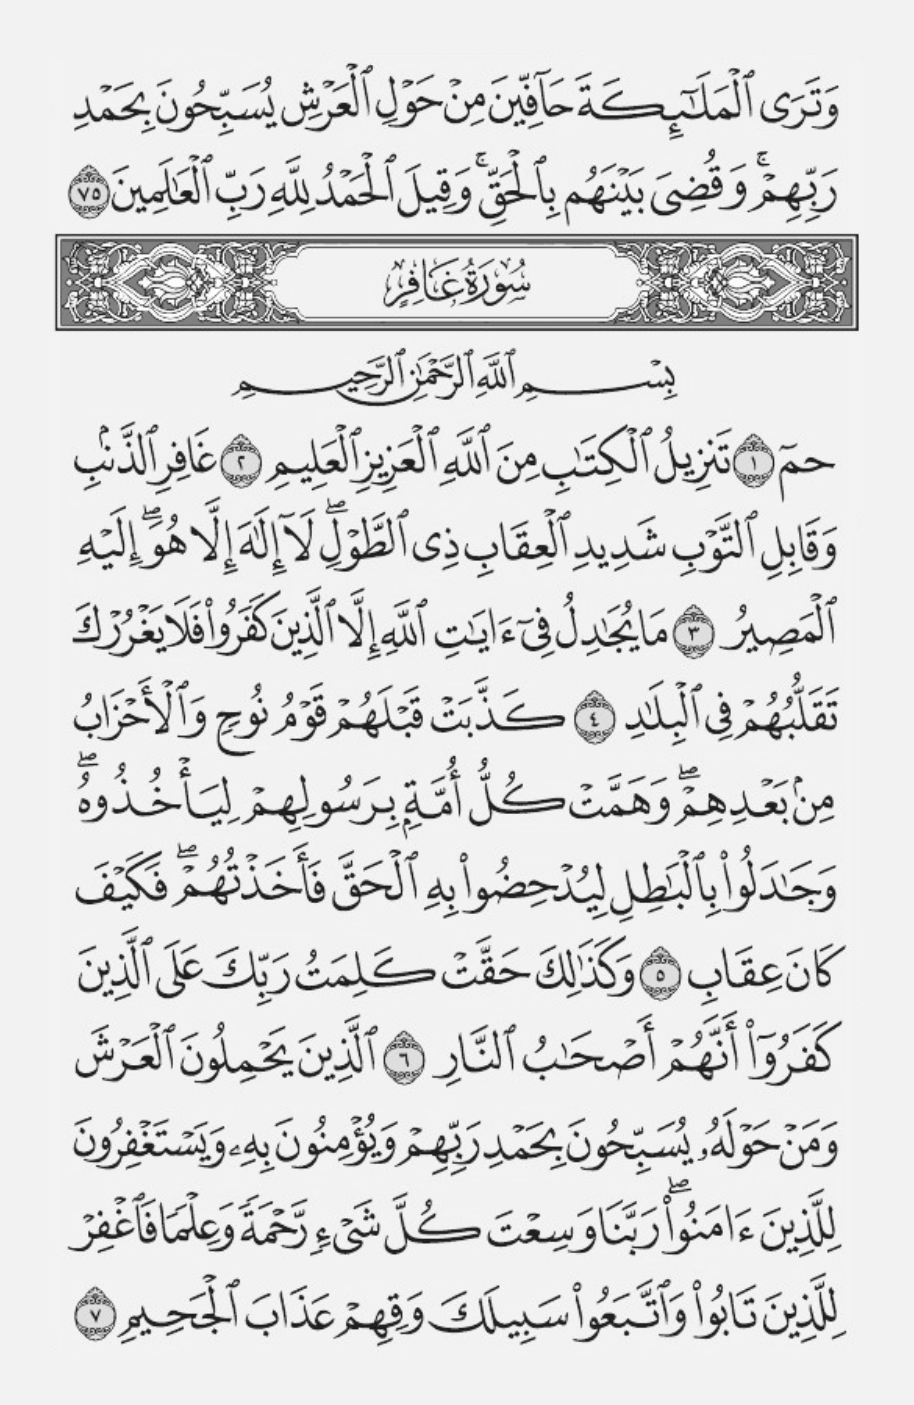 وَتَرَى ٱلْمَلَٰٓئِكَةَ حَآفِّينَ مِنْ حَوْلِ ٱلْعَرْشِ يُسَبِّحُونَ بِحَمْدِ
رَبِّهِمْ ۚ وَقُضِىَ بَيْنَهُم بِٱلْحَقِّ ۚ وَقِيلَ ٱلْحَمْدُ لِلَّهِ رَبِّ ٱلْعَٰلَمِينَ ٧٥
سُورَةُ غَافِرٍ
بِسْمِ ٱللَّهِ ٱلرَّحْمَٰنِ ٱلرَّحِيمِ
حمٓ ١ تَنزِيلُ ٱلْكِتَٰبِ مِنَ ٱللَّهِ ٱلْعَزِيزِ ٱلْعَلِيمِ ٢ غَافِرِ ٱلذَّنۢبِ
وَقَابِلِ ٱلتَّوْبِ شَدِيدِ ٱلْعِقَابِ ذِى ٱلطَّوْلِ ۖ لَآ إِلَٰهَ إِلَّا هُوَ ۖ إِلَيْهِ
ٱلْمَصِيرُ ٣ مَا يُجَٰدِلُ فِىٓ ءَايَٰتِ ٱللَّهِ إِلَّا ٱلَّذِينَ كَفَرُوا۟ فَلَا يَغْرُرْكَ
تَقَلُّبُهُمْ فِى ٱلْبِلَٰدِ ٤ كَذَّبَتْ قَبْلَهُمْ قَوْمُ نُوحٍ وَٱلْأَحْزَابُ
مِنۢ بَعْدِهِمْ ۖ وَهَمَّتْ كُلُّ أُمَّةٍۭ بِرَسُولِهِمْ لِيَأْخُذُوهُ ۖ
وَجَٰدَلُوا۟ بِٱلْبَٰطِلِ لِيُدْحِضُوا۟ بِهِ ٱلْحَقَّ فَأَخَذْتُهُمْ ۖ فَكَيْفَ
كَانَ عِقَابِ ٥ وَكَذَٰلِكَ حَقَّتْ كَلِمَتُ رَبِّكَ عَلَى ٱلَّذِينَ
كَفَرُوٓا۟ أَنَّهُمْ أَصْحَٰبُ ٱلنَّارِ ٦ ٱلَّذِينَ يَحْمِلُونَ ٱلْعَرْشَ
وَمَنْ حَوْلَهُۥ يُسَبِّحُونَ بِحَمْدِ رَبِّهِمْ وَيُؤْمِنُونَ بِهِۦ وَيَسْتَغْفِرُونَ
لِلَّذِينَ ءَامَنُوا۟ ۖ رَبَّنَا وَسِعْتَ كُلَّ شَىْءٍ رَّحْمَةً وَعِلْمًا فَٱغْفِرْ
لِلَّذِينَ تَابُوا۟ وَٱتَّبَعُوا۟ سَبِيلَكَ وَقِهِمْ عَذَابَ ٱلْجَحِيمِ ٧